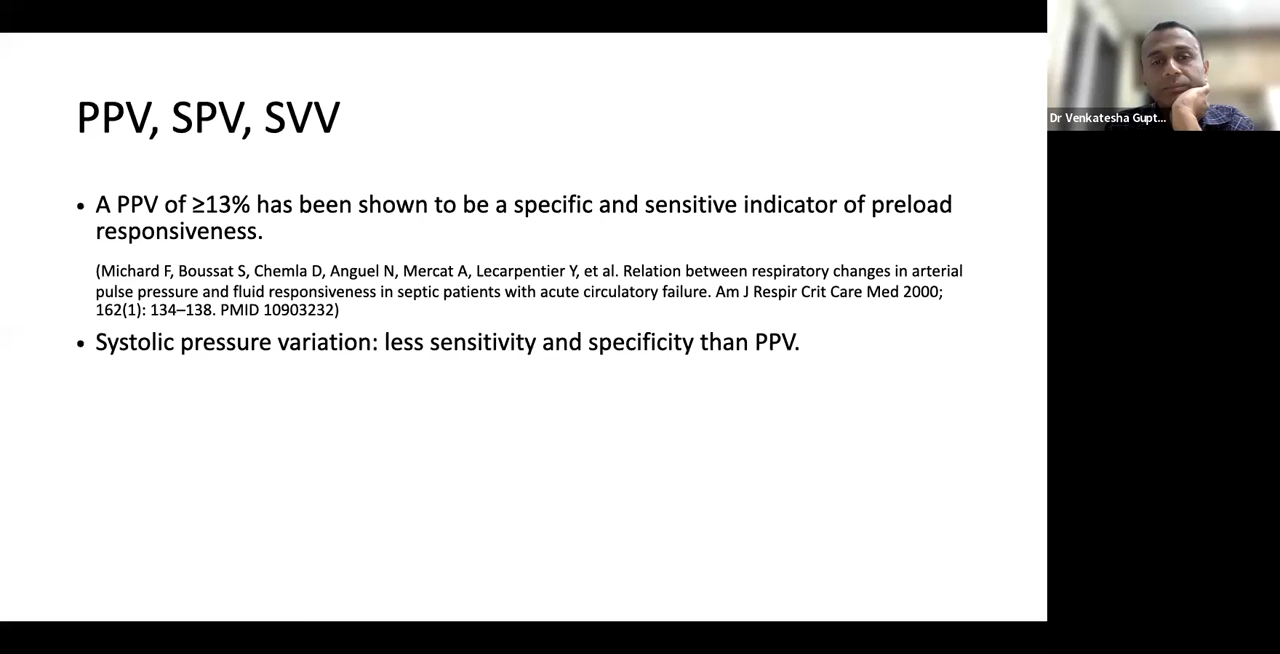 PPV, SPV, SVV
• A PPV of ≥13% has been shown to be a specific and sensitive indicator of preload
responsiveness.
(Michard F, Boussat S, Chemla D, Anguel N, Mercat A, Lecarpentier Y, et al. Relation between respiratory changes in arterial
pulse pressure and fluid responsiveness in septic patients with acute circulatory failure. Am J Respir Crit Care Med 2000;
162(1): 134–138. PMID 10903232)
• Systolic pressure variation: less sensitivity and specificity than PPV.
Dr Venkatesha Gupt...